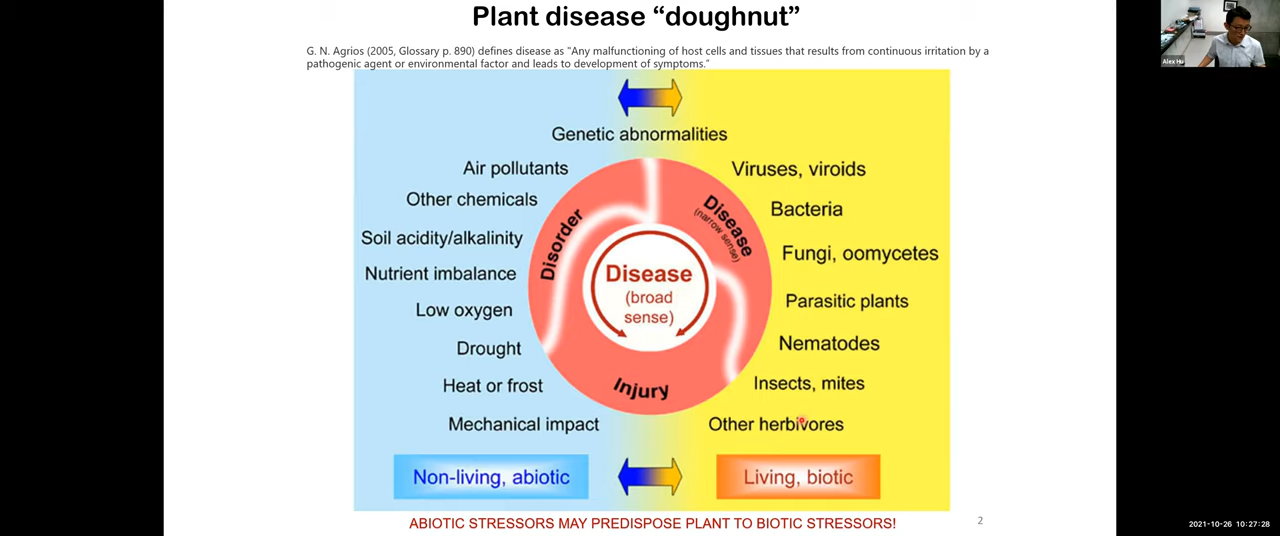 Plant disease “doughnut”
G. N. Agrios (2005, Glossary p. 890) defines disease as “Any malfunctioning of host cells and tissues that results from continuous irritation by a
pathogenic agent or environmental factor and leads to development of symptoms.”
Alex Hu
Genetic abnormalities
Air pollutants
Other chemicals
Soil acidity/alkalinity
Nutrient imbalance
Low oxygen
Drought
Heat or frost
Mechanical impact
Disorder
Disease
(narrow sense)
Disease
(broad
sense)
Injury
Viruses, viroids
Bacteria
Fungi, oomycetes
Parasitic plants
Nematodes
Insects, mites
Other herbivores
Non-living, abiotic
Living, biotic
ABIOTIC STRESSORS MAY PREDISPOSE PLANT TO BIOTIC STRESSORS!
2
2021-10-26 10:27:28